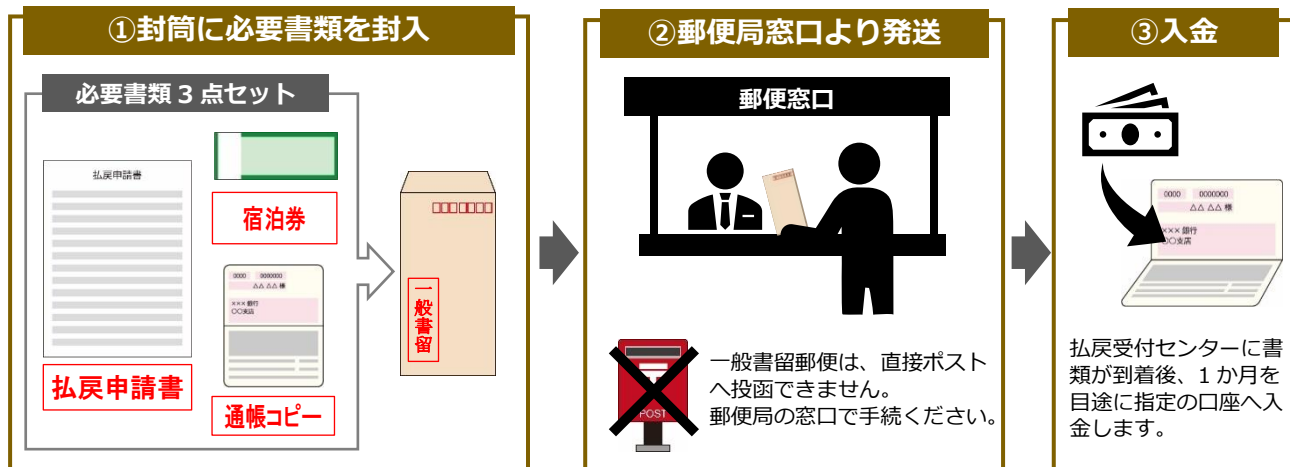 ①封筒に必要書類を封入
必要書類３点セット
払戻申請書
宿泊券
0000 0000000
△△ △△ 様
××× 銀行
〇〇支店
払戻申請書
通帳コピー
一般書留
②郵便局窓口より発送
郵便窓口
POST
一般書留郵便は、直接ポスト
へ投函できません。
郵便局の窓口で手続ください。
③入金
0000 0000000
△△ △△ 様
××× 銀行
〇〇支店
払戻受付センターに書
類が到着後、1 か月を
目途に指定の口座へ入
金します。